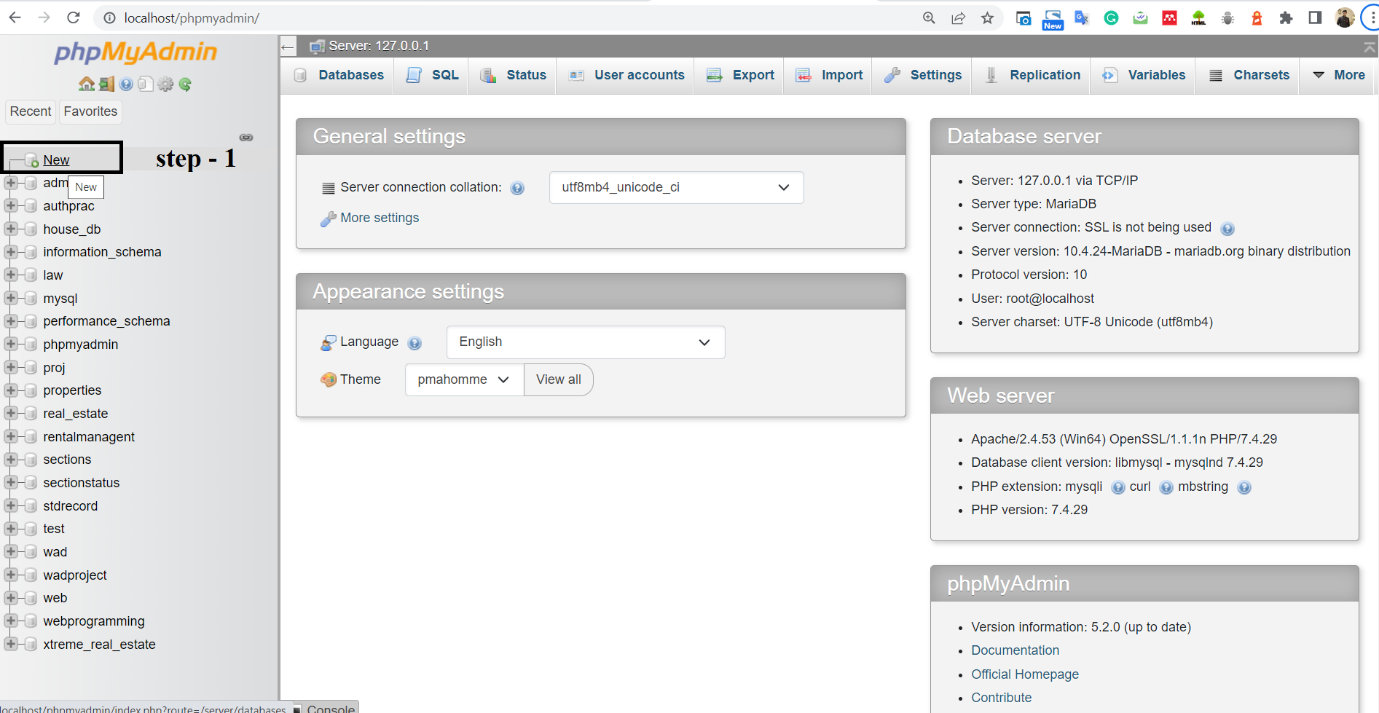 localhost/phpmyadmin/
New
phpMyAdmin
Recent Favorites
New
step - 1
adm
New
authprac
house_db
information_schema
law
mysql
performance_schema
phpmyadmin
proj
properties
real_estate
rentalmanagent
sections
sectionstatus
stdrecord
test
wad
wadproject
web
webprogramming
xtreme_real_estate
localhost/phpmyadmin/index.php?route=/server/databases
Console
Server: 127.0.0.1
Databases SQL Status User accounts Export Import Settings Replication Variables Charsets More
General settings
Server connection collation: utf8mb4_unicode_ci
More settings
Appearance settings
Language English
Theme pmahomme View all
Database server
Server: 127.0.0.1 via TCP/IP
Server type: MariaDB
Server connection: SSL is not being used
Server version: 10.4.24-MariaDB - mariadb.org binary distribution
Protocol version: 10
User: root@localhost
Server charset: UTF-8 Unicode (utf8mb4)
Web server
Apache/2.4.53 (Win64) OpenSSL/1.1.1n PHP/7.4.29
Database client version: libmysql - mysqlnd 7.4.29
PHP extension: mysqli curl mbstring
PHP version: 7.4.29
phpMyAdmin
Version information: 5.2.0 (up to date)
Documentation
Official Homepage
Contribute